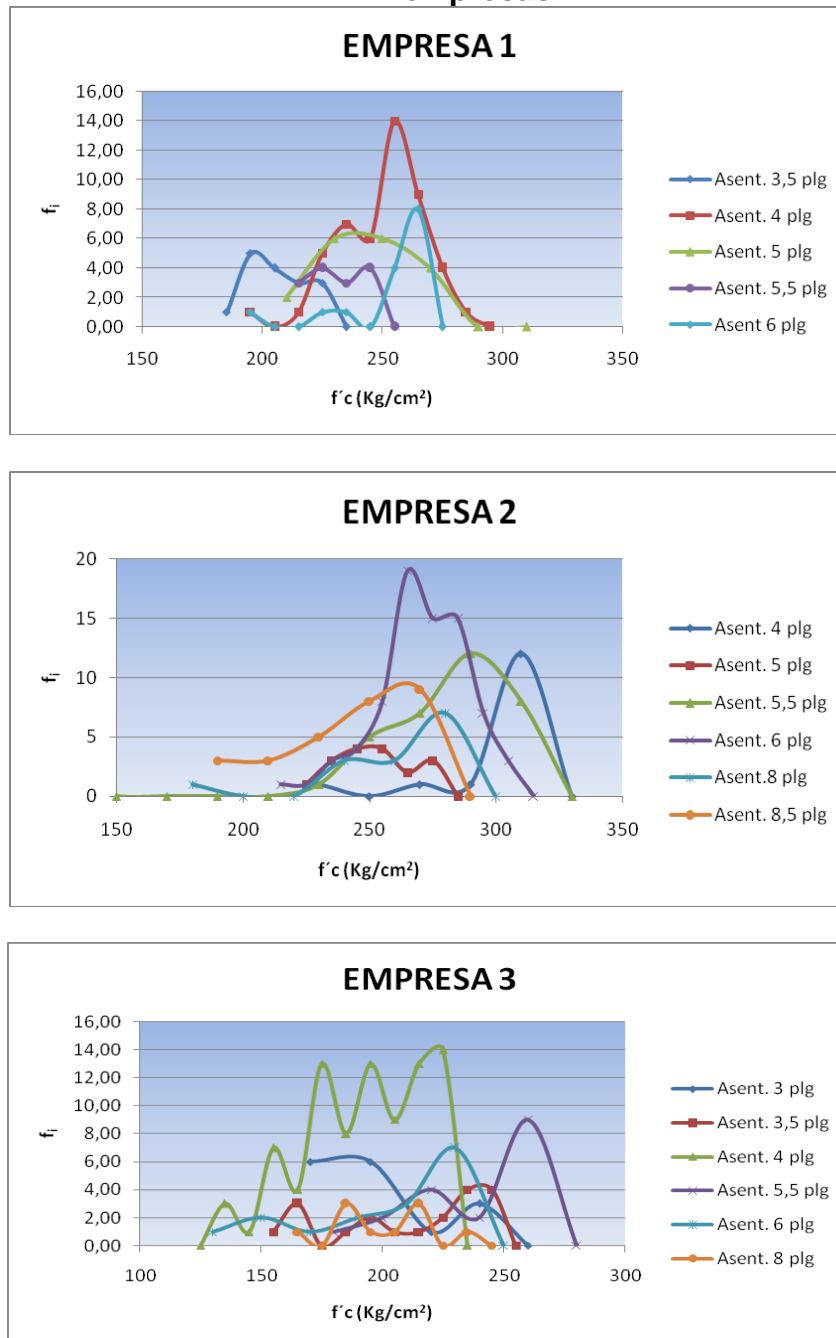 EMPRESA 1
16,00
14,00
12,00
10,00
8,00
6,00
4,00
2,00
0,00
fi
150 200 250 300 350
f´c (Kg/cm²)
Asent. 3,5 plg
Asent. 4 plg
Asent. 5 plg
Asent. 5,5 plg
Asent 6 plg
EMPRESA 2
20
15
10
5
0
fi
150 200 250 300 350
f´c (Kg/cm²)
Asent. 4 plg
Asent. 5 plg
Asent. 5,5 plg
Asent. 6 plg
Asent.8 plg
Asent. 8,5 plg
EMPRESA 3
16,00
14,00
12,00
10,00
8,00
6,00
4,00
2,00
0,00
fi
100 150 200 250 300
f´c (Kg/cm²)
Asent. 3 plg
Asent. 3,5 plg
Asent. 4 plg
Asent. 5,5 plg
Asent. 6 plg
Asent. 8 plg